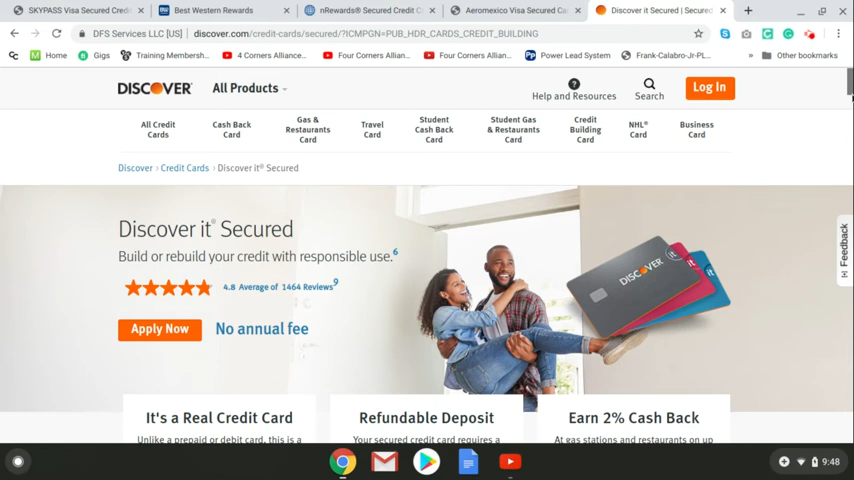 SKYPASS Visa Secured Credi
Best Western Rewards
nRewards® Secured Credit C
Aeromexico Visa Secured Car
Discover it Secured | Secured
DFS Services LLC [US]
discover.com/credit-cards/secured/?ICMPGN=PUB_HDR_CARDS_CREDIT_BUILDING
Home
Gigs
Training Membersh...
4 Corners Alliance...
Four Corners Allian...
Four Corners Allian...
Power Lead System
Frank-Calabro-Jr-PL...
» Other bookmarks
DISCOVER
All Products
Help and Resources
Search
Log In
All Credit
Cards
Cash Back
Card
Gas &
Restaurants
Card
Travel
Card
Student
Cash Back
Card
Student Gas
& Restaurants
Card
Credit
Building
Card
NHL®
Card
Business
Card
Discover › Credit Cards › Discover it® Secured
Discover it® Secured
Build or rebuild your credit with responsible use.6
4.8 Average of 1464 Reviews9
Apply Now
No annual fee
DISCOVER it
it
it
[+] Feedback
It's a Real Credit Card
Unlike a prepaid or debit card, this is a
Refundable Deposit
Your secured credit card requires a
Earn 2% Cash Back
At gas stations and restaurants on up
9:48